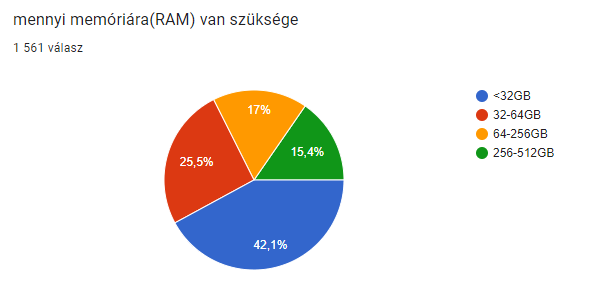 mennyi memóriára(RAM) van szüksége
1 561 válasz
<32GB
32-64GB
64-256GB
256-512GB
17%
15,4%
25,5%
42,1%